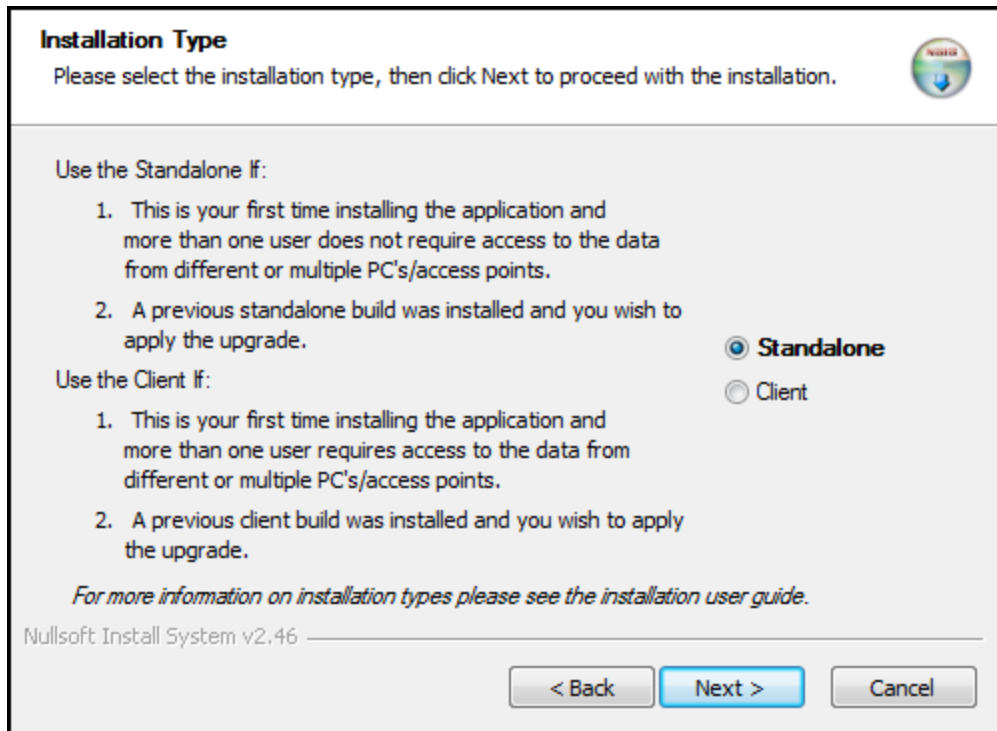 Installation Type
Please select the installation type, then click Next to proceed with the installation.
Use the Standalone If:
1. This is your first time installing the application and
more than one user does not require access to the data
from different or multiple PC's/access points.
2. A previous standalone build was installed and you wish to
apply the upgrade.
Standalone
Use the Client If:
Client
1. This is your first time installing the application and
more than one user requires access to the data from
different or multiple PC's/access points.
2. A previous client build was installed and you wish to apply
the upgrade.
For more information on installation types please see the installation user guide.
Nullsoft Install System v2.46
< Back
Next >
Cancel